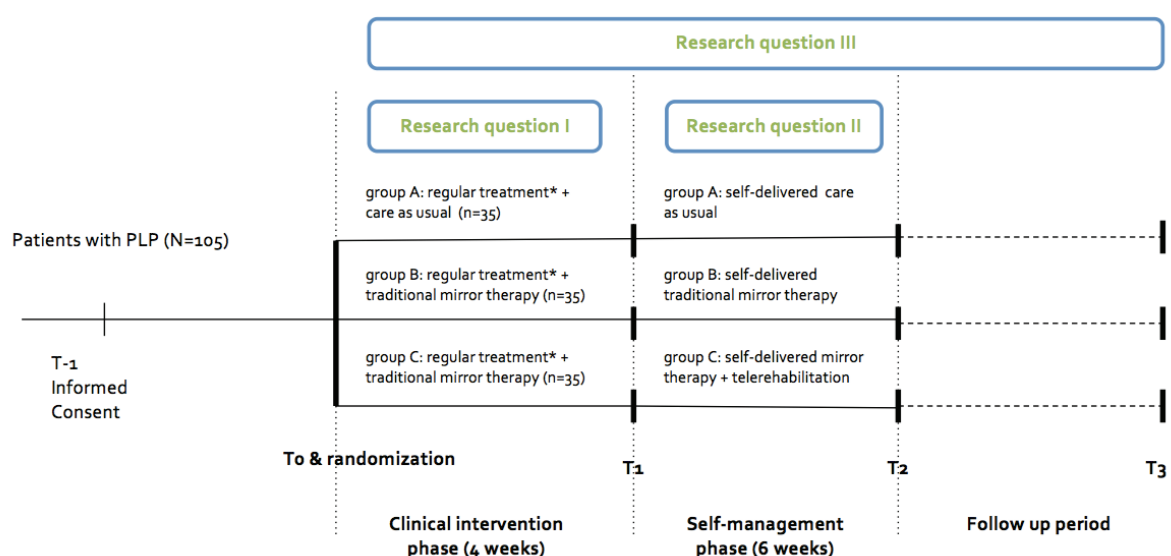 Research question III
Research question I
Research question II
group A: regular treatment* +
care as usual (n=35)
group A: self-delivered care
as usual
Patients with PLP (N=105)
group B: regular treatment* +
traditional mirror therapy (n=35)
group B: self-delivered
traditional mirror therapy
group C: regular treatment* +
traditional mirror therapy (n=35)
group C: self-delivered mirror
therapy + telerehabilitation
T-1
Informed
Consent
T0 & randomization
T1
T2
T3
Clinical intervention
phase (4 weeks)
Self-management
phase (6 weeks)
Follow up period